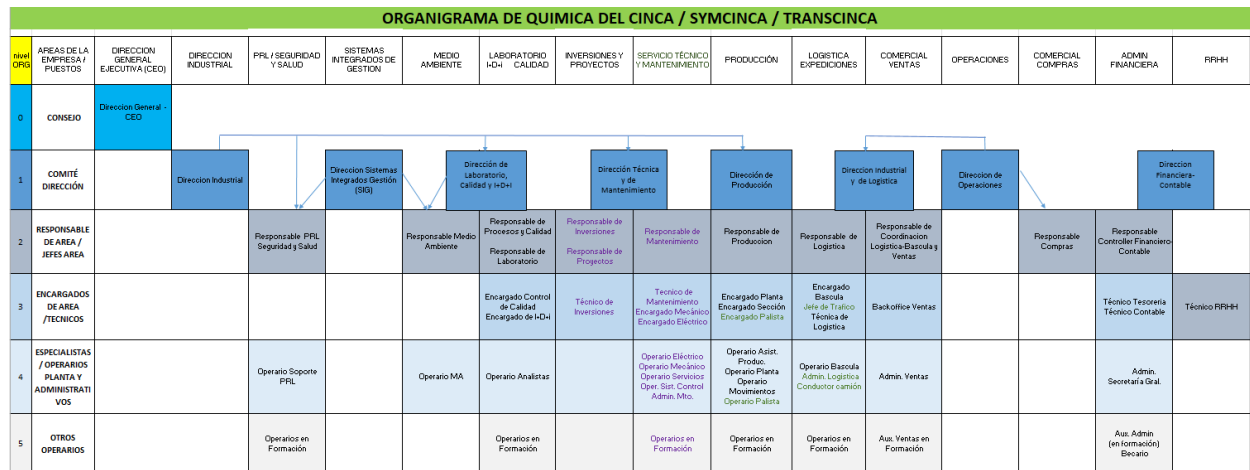 ORGANIGRAMA DE QUIMICA DEL CINCA / SYMCINCA / TRANSCINCA
nivel
ORG
AREAS DE LA
EMPRESA /
PUESTOS
DIRECCION
GENERAL
EJECUTIVA (CEO)
DIRECCION
INDUSTRIAL
PRL / SEGURIDAD
Y SALUD
SISTEMAS
INTEGRADOS DE
GESTION
MEDIO
AMBIENTE
LABORATORIO
I+D+i CALIDAD
INVERSIONES Y
PROYECTOS
SERVICIO TÉCNICO
Y MANTENIMIENTO
PRODUCCIÓN
LOGISTICA
EXPEDICIONES
COMERCIAL
VENTAS
OPERACIONES
COMERCIAL
COMPRAS
ADMIN
FINANCIERA
RRHH
0
CONSEJO
Direccion General -
CEO
1
COMITÉ
DIRECCIÓN
Direccion Industrial
Direccion Sistemas
Integrados Gestión
(SIG)
Dirección de
Laboratorio,
Calidad y I+D+I
Dirección Técnica
y de
Mantenimiento
Dirección de
Producción
Direccion Industrial
y de Logistica
Direccion de
Operaciones
Direccion
Financiera-
Contable
2
RESPONSABLE
DE AREA /
JEFES AREA
Responsable PRL
Seguridad y Salud
Responsable Medio
Ambiente
Responsable de
Procesos y Calidad
Responsable de
Laboratorio
Responsable de
Inversiones
Responsable de
Proyectos
Responsable de
Mantenimiento
Responsable de
Produccion
Responsable de
Logistica
Responsable de
Coordinacion
Logistica-Bascula y
Ventas
Responsable
Compras
Responsable
Controller Financiero
Contable
3
ENCARGADOS
DE AREA
/TECNICOS
Encargado Control
de Calidad
Encargado de I+D+i
Técnico de
Inversiones
Tecnico de
Mantenimiento
Encargado Mecánico
Encargado Eléctrico
Encargado Planta
Encargado Sección
Encargado Palista
Encargado
Bascula
Jefe de Trafico
Técnica de
Logistica
Backoffice Ventas
Técnico Tesoreria
Técnico Contable
Técnico RRHH
4
ESPECIALISTAS
/ OPERARIOS
PLANTA Y
ADMINISTRATI
VOS
Operario Soporte
PRL
Operario MA
Operario Analistas
Operario Eléctrico
Operario Mecánico
Operario Servicios
Oper. Sist. Control
Admin. Mto.
Operario Asist.
Produc.
Operario Planta
Operario
Movimientos
Operario Palista
Operario Bascula
Admin. Logistica
Conductor camión
Admin. Ventas
Admin.
Secretaría Gral.
5
OTROS
OPERARIOS
Operarios en
Formación
Operarios en
Formación
Operarios en
Formación
Operarios en
Formación
Operarios en
Formación
Aux. Ventas en
Formación
Aux. Admin
(en formación)
Becario